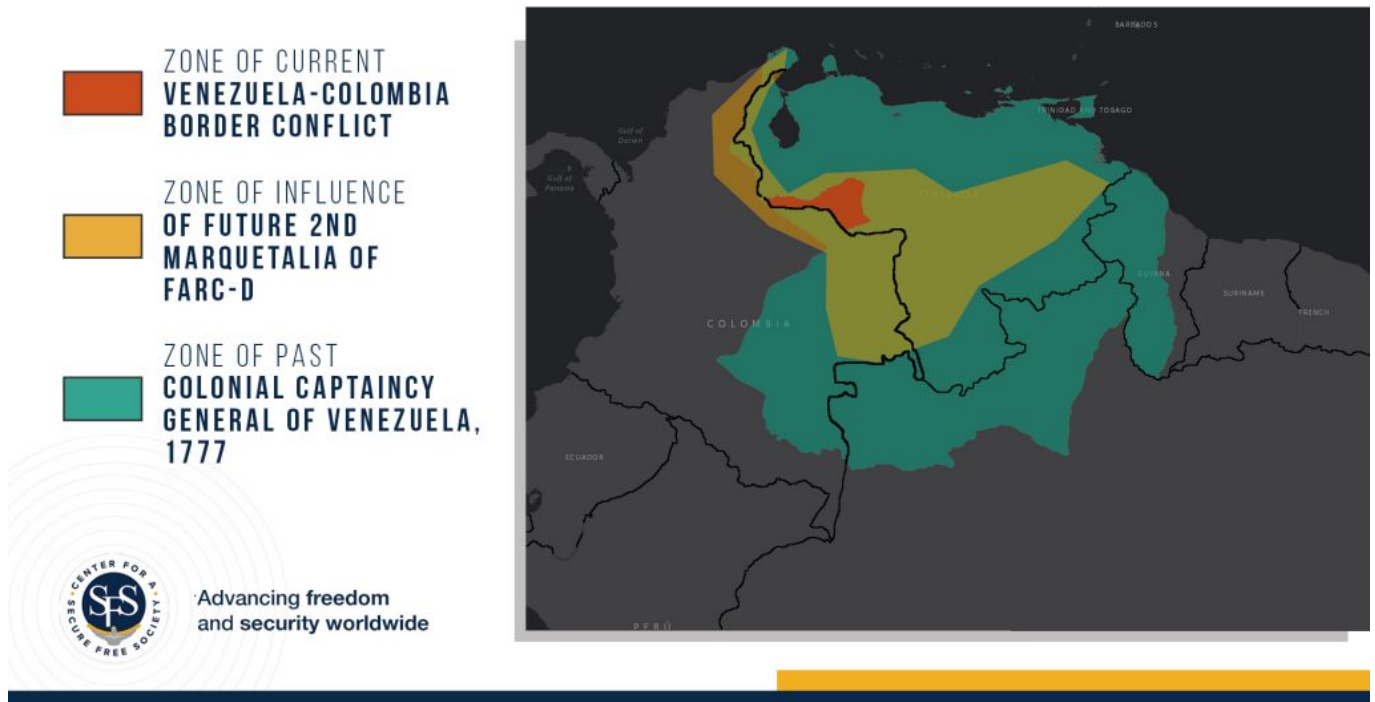 ZONE OF CURRENT
VENEZUELA-COLOMBIA
BORDER CONFLICT
ZONE OF INFLUENCE
OF FUTURE 2ND
MARQUETALIA OF
FARC-D
ZONE OF PAST
COLONIAL CAPTAINCY
GENERAL OF VENEZUELA,
1777
CENTER FOR A
SECURE FREE SOCIETY
SFS
Advancing freedom
and security worldwide
BARBADOS
TRINIDAD AND TOBAGO
Gulf of
Darien
Gulf of
Panama
VENEZUELA
GUYANA
SURINAME
FRENCH
COLOMBIA
ECUADOR
PERÚ